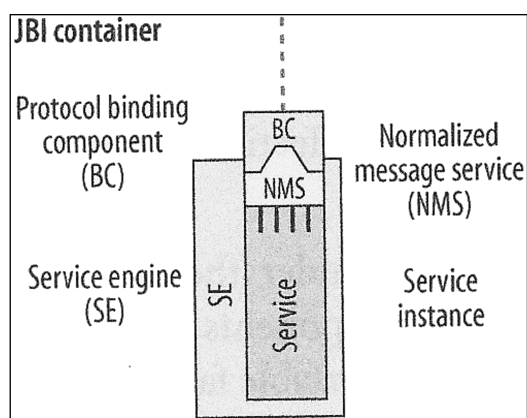 JBI container
Protocol binding
component
(BC)
BC
NMS
Normalized
message service
(NMS)
Service engine
(SE)
SE
Service
Service
instance